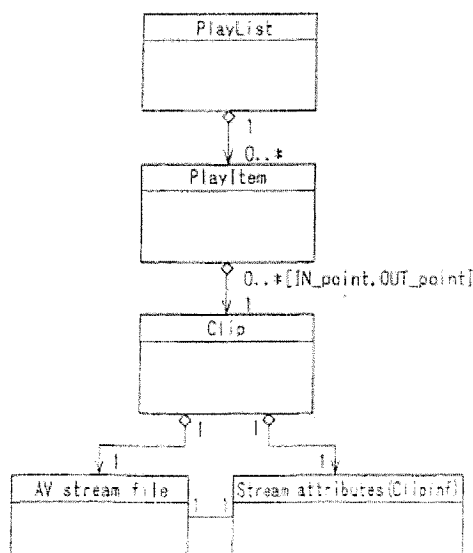 PlayList
1
0..*
PlayItem
0..*[IN_point,OUT_point]
1
Clip
1 1
1 1
AV stream file 1 1 Stream attributes(Clipinf)